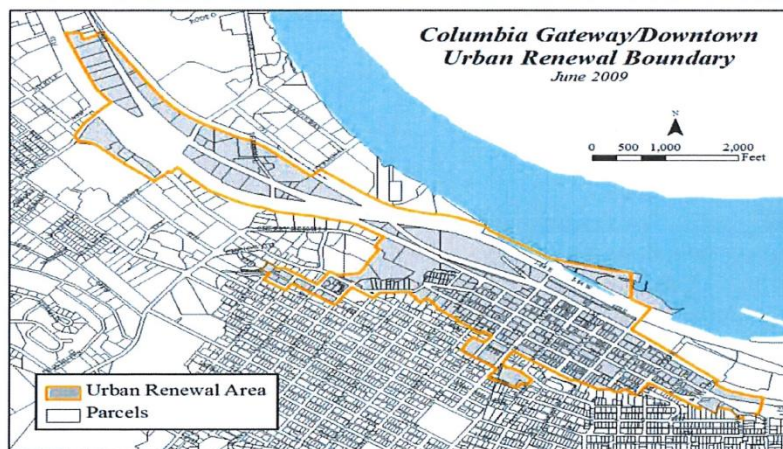 Columbia Gateway/Downtown
Urban Renewal Boundary
June 2009
N
0 500 1,000 2,000
Feet
Urban Renewal Area
Parcels